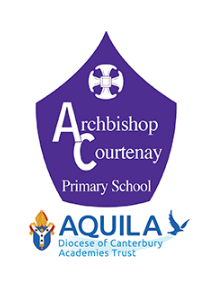 Archbishop
Courtenay
Primary School
AQUILA
Diocese of Canterbury
Academies Trust